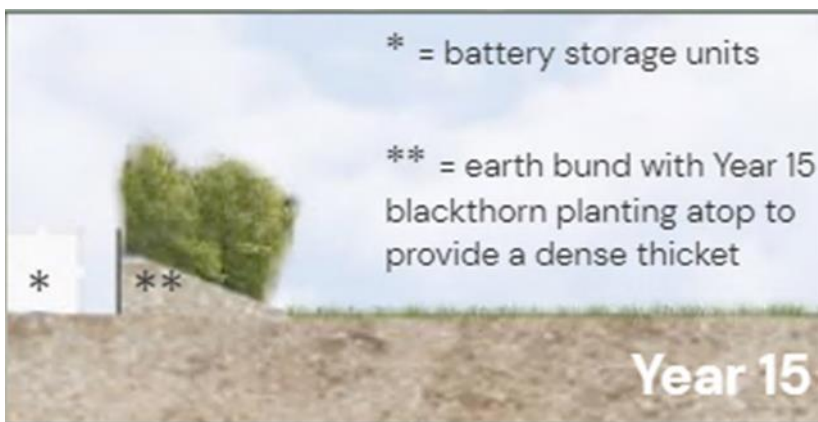 * = battery storage units
** = earth bund with Year 15
blackthorn planting atop to
provide a dense thicket
* **
Year 15